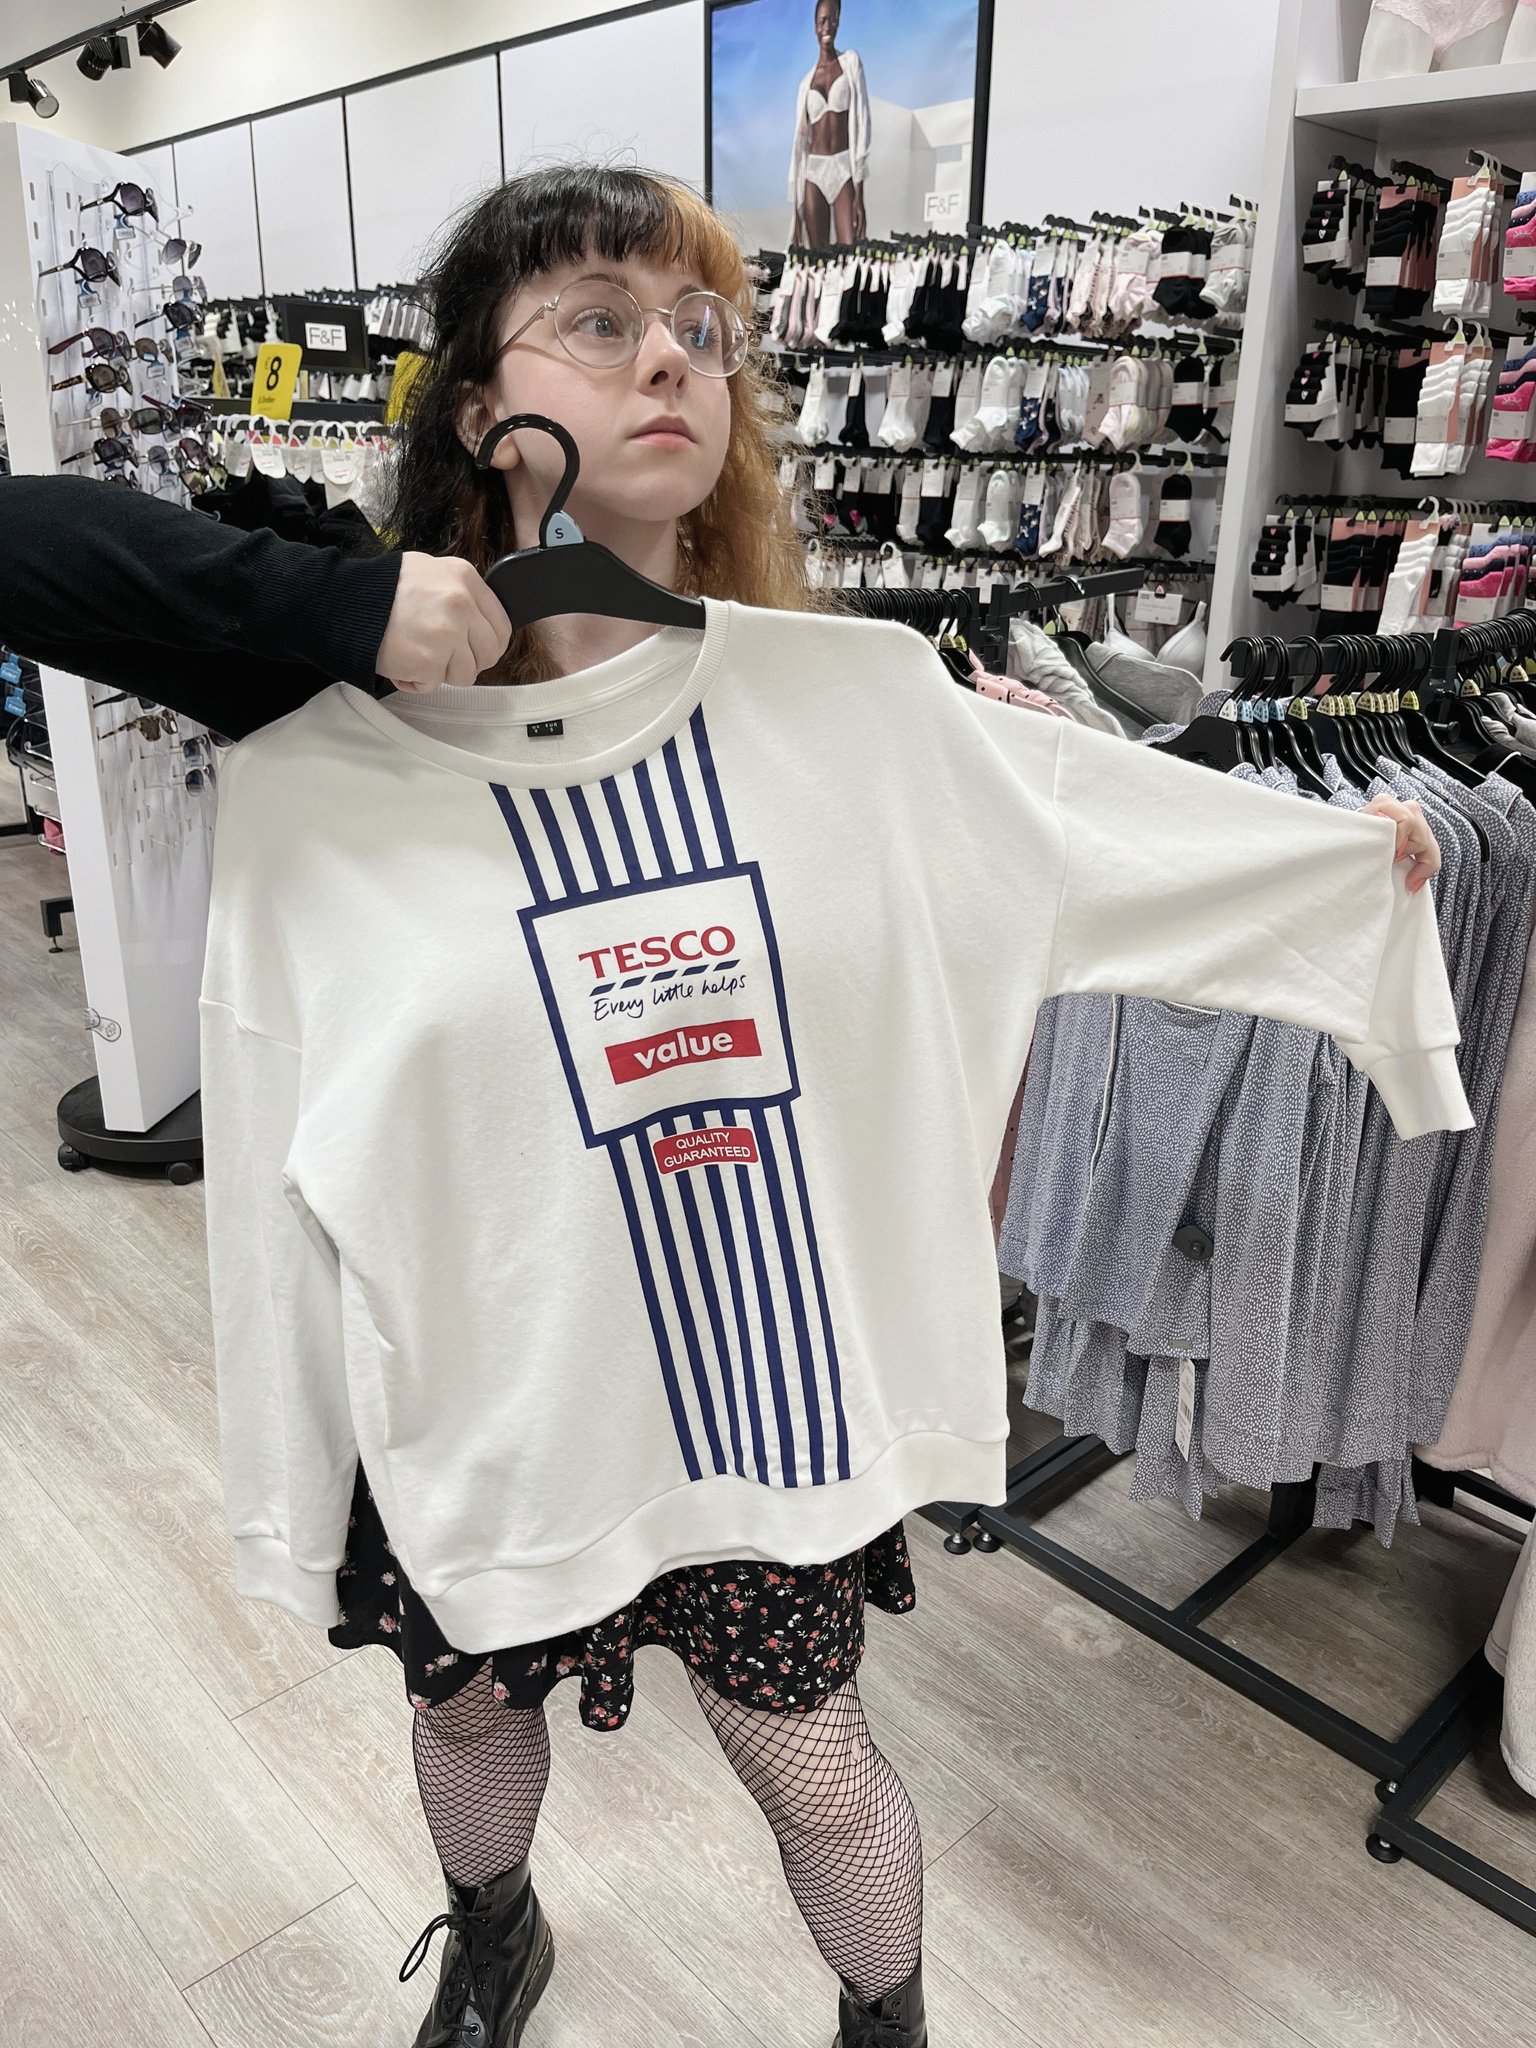 F&F
F&F
8
S
TESCO
Every little helps
value
QUALITY
GUARANTEED